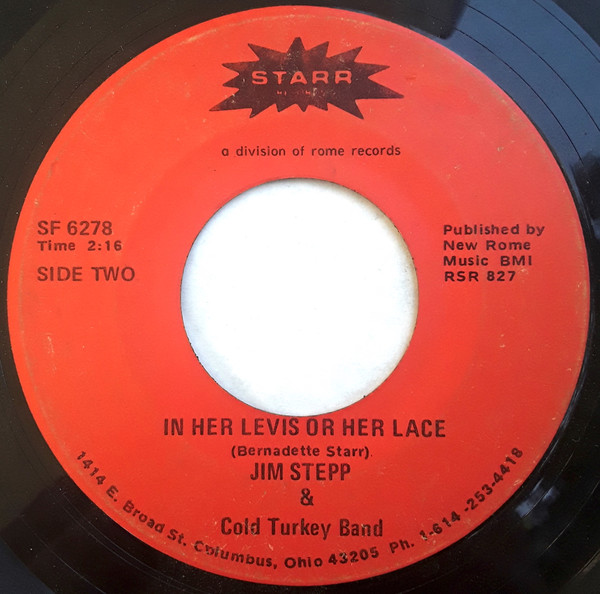 STARR
a division of rome records
SF 6278
Time 2:16
SIDE TWO
Published by
New Rome
Music BMI
RSR 827
IN HER LEVIS OR HER LACE
(Bernadette Starr)
JIM STEPP
&
Cold Turkey Band
1414 E. Broad St. Columbus, Ohio 43205 Ph. 1-614-253-4418